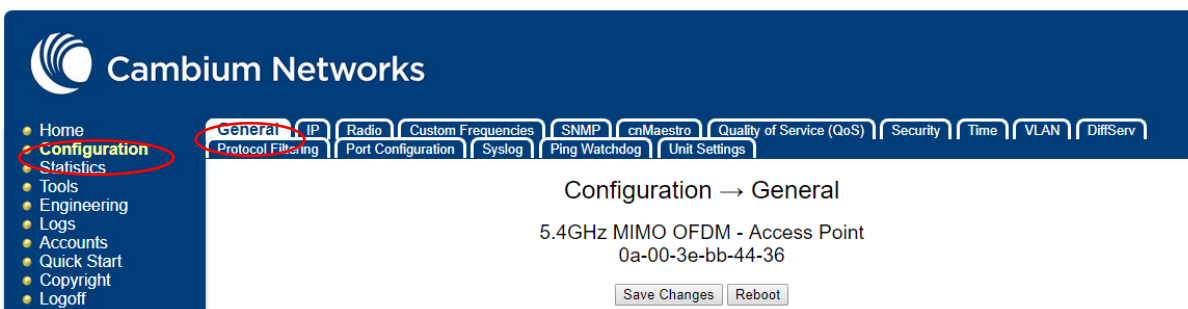 Cambium Networks
Home
Configuration
Statistics
Tools
Engineering
Logs
Accounts
Quick Start
Copyright
Logoff
General IP Radio Custom Frequencies SNMP cnMaestro Quality of Service (QoS) Security Time VLAN DiffServ
Protocol Filtering Port Configuration Syslog Ping Watchdog Unit Settings
Configuration → General
5.4GHz MIMO OFDM - Access Point
0a-00-3e-bb-44-36
Save Changes Reboot